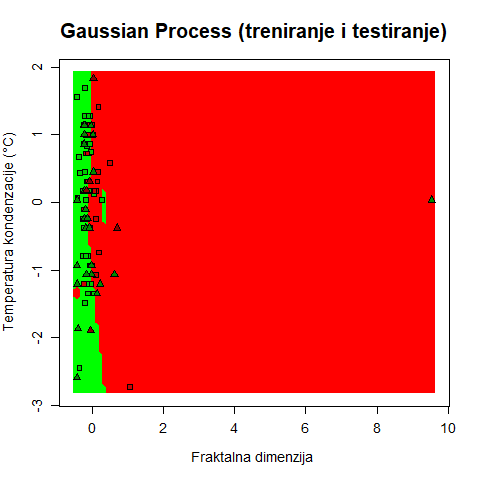 Gaussian Process (treniranje i testiranje)
Temperatura kondenzacije (°C)
2
1
0
-1
-2
-3
0 2 4 6 8 10
Fraktalna dimenzija